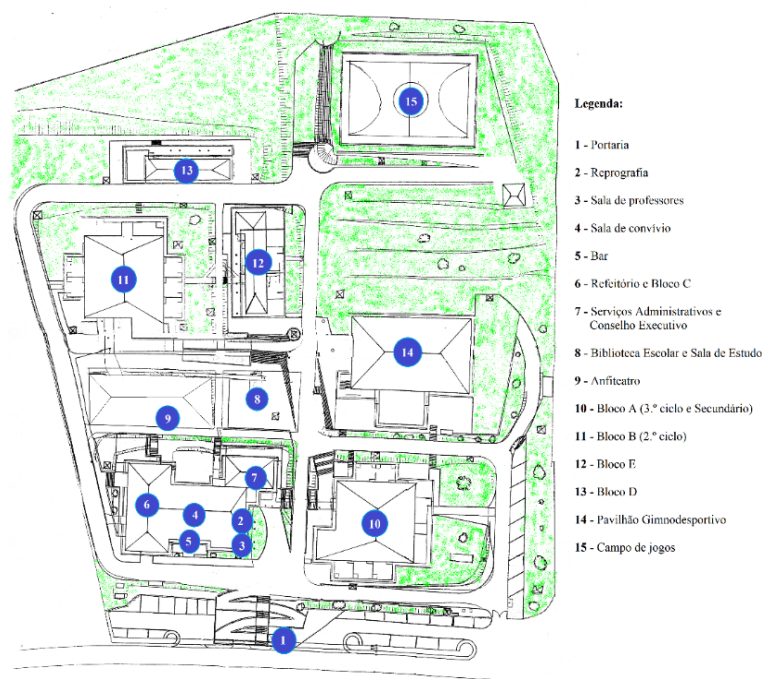 15
13
12
11
14
8
9
7
6
4
2
5
3
10
1
Legenda:
1 - Portaria
2 - Reprografia
3 - Sala de professores
4 - Sala de convívio
5 - Bar
6 - Refeitório e Bloco C
7 - Serviços Administrativos e
Conselho Executivo
8 - Biblioteca Escolar e Sala de Estudo
9 - Anfiteatro
10 - Bloco A (3.º ciclo e Secundário)
11 - Bloco B (2.º ciclo)
12 - Bloco E
13 - Bloco D
14 - Pavilhão Gimnodesportivo
15 - Campo de jogos